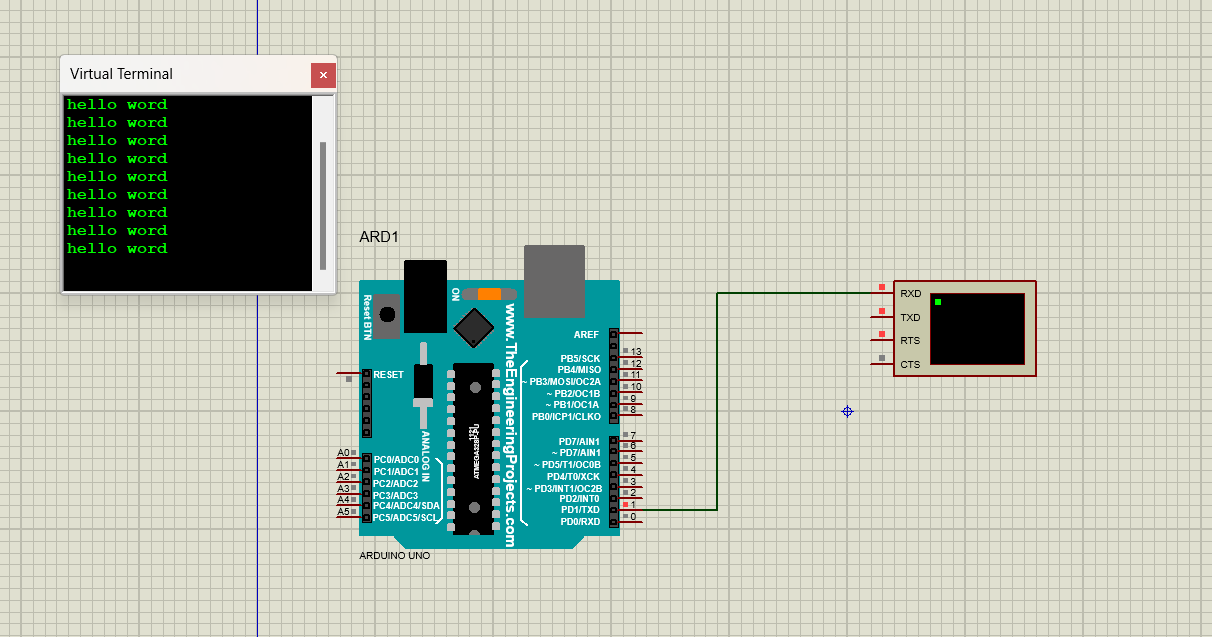 Virtual Terminal
hello word
hello word
hello word
hello word
hello word
hello word
hello word
hello word
hello word
ARD1
ON
Reset BTN
www.TheEngineeringProjects.com
ANALOG IN
ATMEGA328P-PU
1121
RESET
A0 PC0/ADC0
A1 PC1/ADC1
A2 PC2/ADC2
A3 PC3/ADC3
A4 PC4/ADC4/SDA
A5 PC5/ADC5/SCL
AREF
PB5/SCK 13
PB4/MISO 12
~ PB3/MOSI/OC2A 11
~ PB2/OC1B 10
~ PB1/OC1A 9
PB0/ICP1/CLKO 8
PD7/AIN1 7
~ PD7/AIN1 6
~ PD5/T1/OC0B 5
PD4/T0/XCK 4
~ PD3/INT1/OC2B 3
PD2/INT0 2
PD1/TXD 1
PD0/RXD 0
ARDUINO UNO
RXD
TXD
RTS
CTS